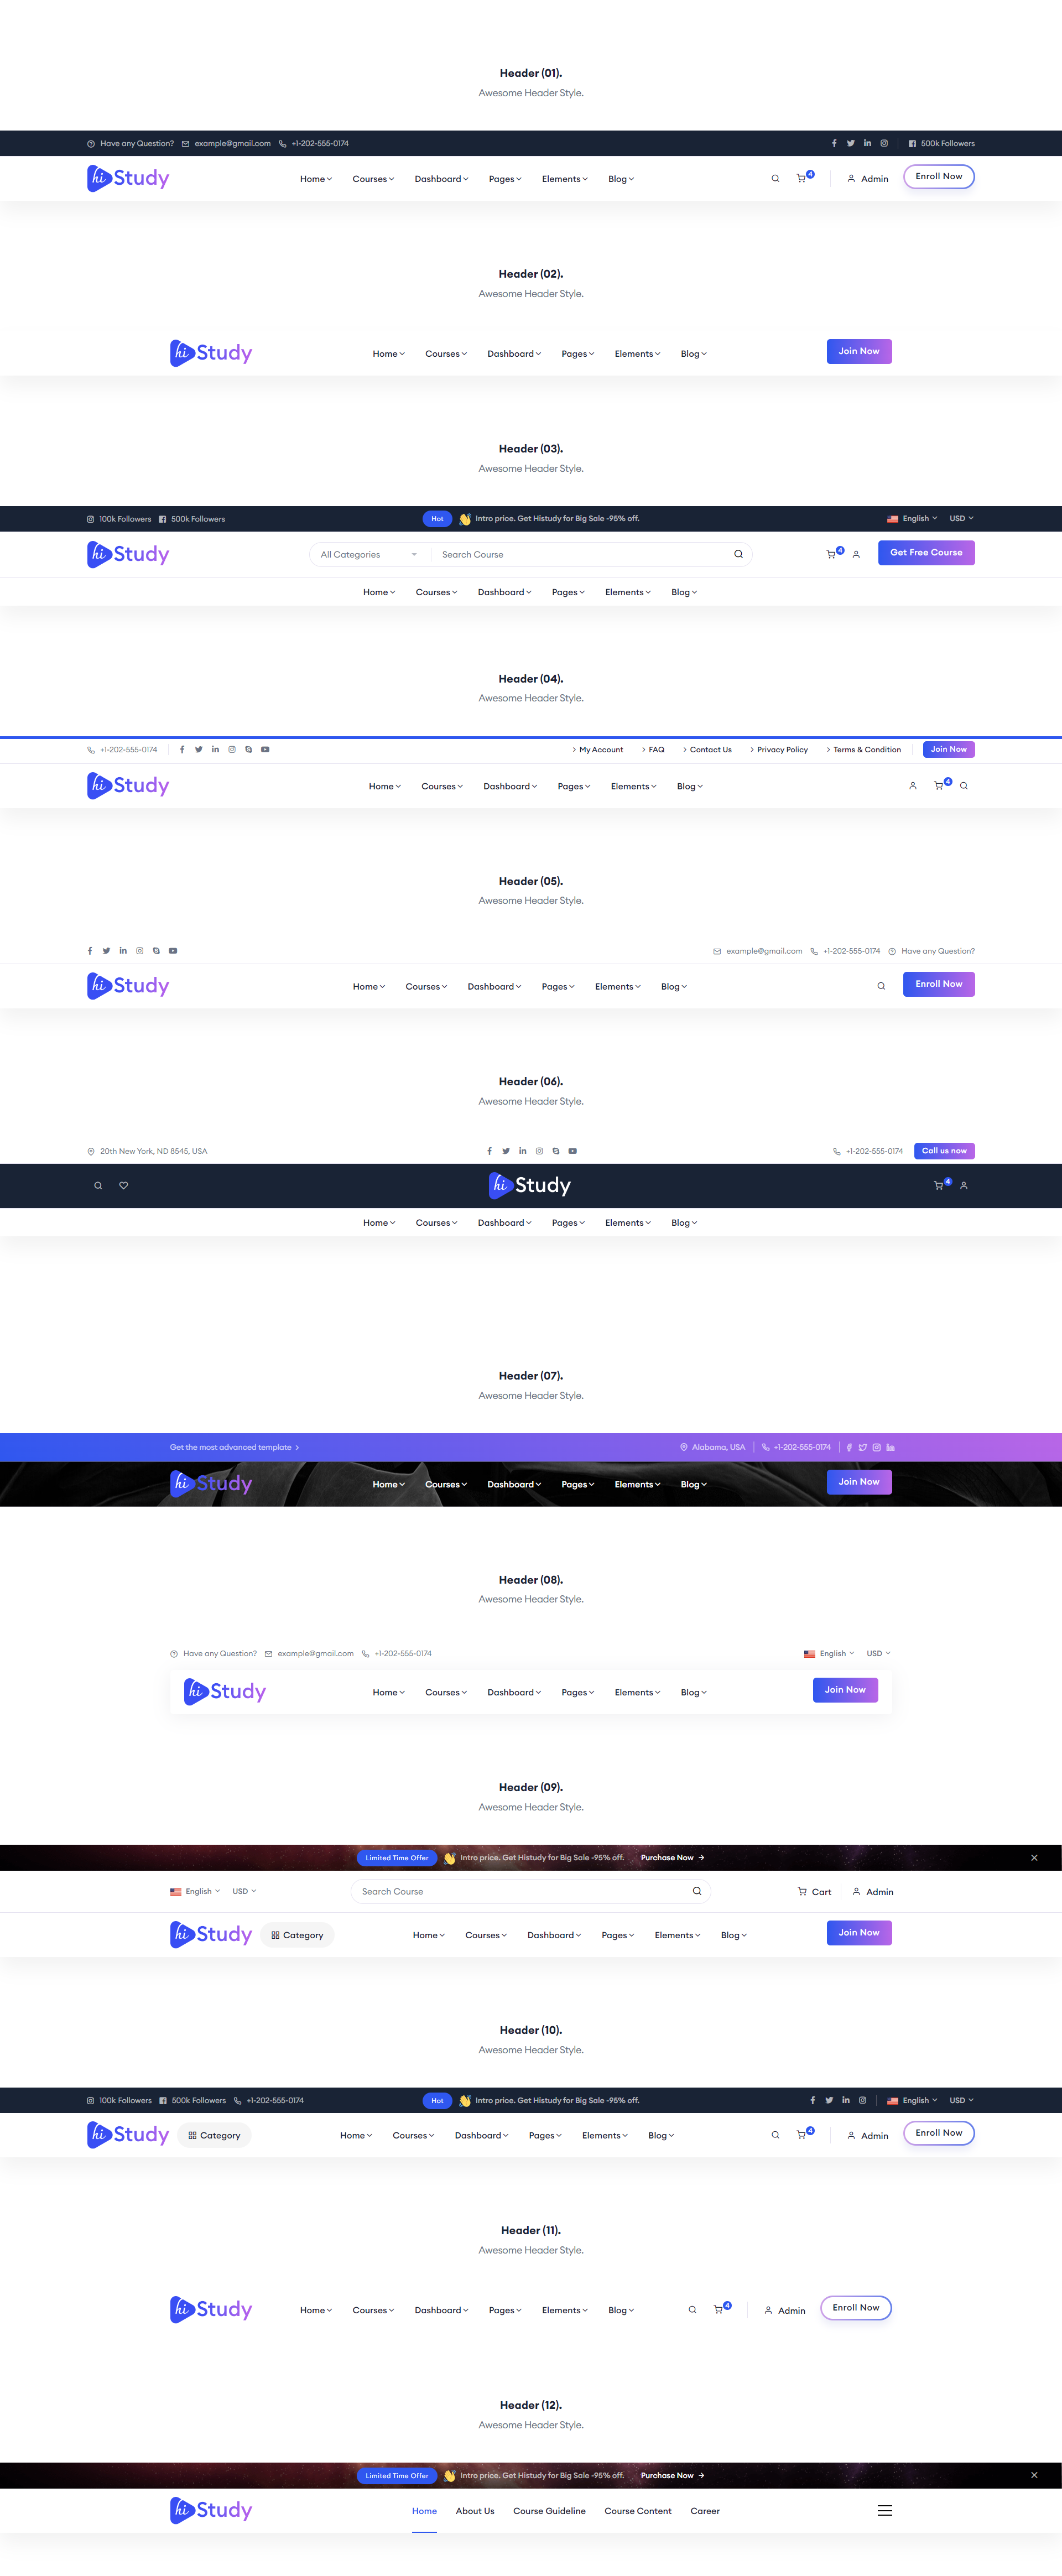 Header (01).
Awesome Header Style.
Have any Question? example@gmail.com +1-202-555-0174 500k Followers
hi Study Home Courses Dashboard Pages Elements Blog 4 Admin Enroll Now
Header (02).
Awesome Header Style.
hi Study Home Courses Dashboard Pages Elements Blog Join Now
Header (03).
Awesome Header Style.
100k Followers 500k Followers Hot Intro price. Get Histudy for Big Sale -95% off. English USD
hi Study All Categories Search Course 4 Get Free Course
Home Courses Dashboard Pages Elements Blog
Header (04).
Awesome Header Style.
+1-202-555-0174 My Account FAQ Contact Us Privacy Policy Terms & Condition Join Now
hi Study Home Courses Dashboard Pages Elements Blog 4
Header (05).
Awesome Header Style.
example@gmail.com +1-202-555-0174 Have any Question?
hi Study Home Courses Dashboard Pages Elements Blog Enroll Now
Header (06).
Awesome Header Style.
20th New York, ND 8545, USA +1-202-555-0174 Call us now
hi Study 4
Home Courses Dashboard Pages Elements Blog
Header (07).
Awesome Header Style.
Get the most advanced template Alabama, USA +1-202-555-0174
hi Study Home Courses Dashboard Pages Elements Blog Join Now
Header (08).
Awesome Header Style.
Have any Question? example@gmail.com +1-202-555-0174 English USD
hi Study Home Courses Dashboard Pages Elements Blog Join Now
Header (09).
Awesome Header Style.
Limited Time Offer Intro price. Get Histudy for Big Sale -95% off. Purchase Now
English USD Search Course Cart Admin
hi Study Category Home Courses Dashboard Pages Elements Blog Join Now
Header (10).
Awesome Header Style.
100k Followers 500k Followers +1-202-555-0174 Hot Intro price. Get Histudy for Big Sale -95% off. English USD
hi Study Category Home Courses Dashboard Pages Elements Blog 4 Admin Enroll Now
Header (11).
Awesome Header Style.
hi Study Home Courses Dashboard Pages Elements Blog 4 Admin Enroll Now
Header (12).
Awesome Header Style.
Limited Time Offer Intro price. Get Histudy for Big Sale -95% off. Purchase Now
hi Study Home About Us Course Guideline Course Content Career